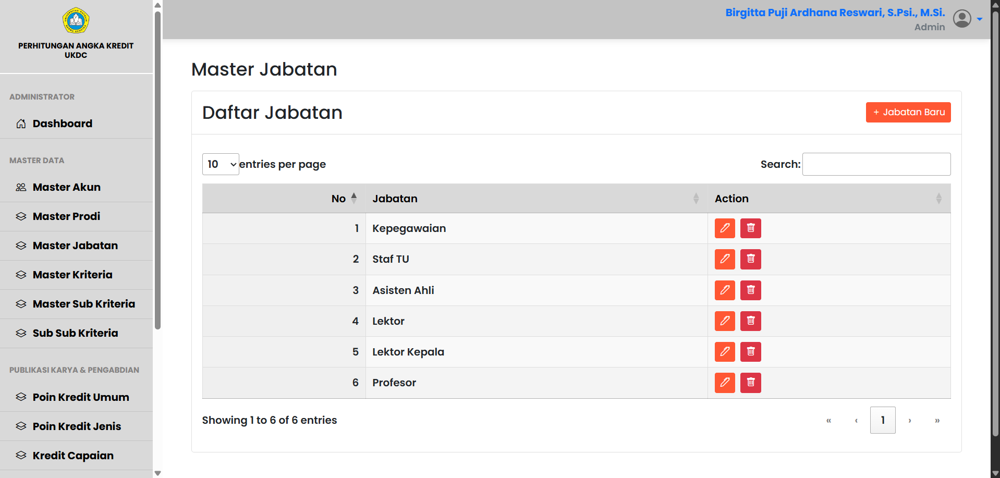 PERHITUNGAN ANGKA KREDIT
UKDC
ADMINISTRATOR
Dashboard
MASTER DATA
Master Akun
Master Prodi
Master Jabatan
Master Kriteria
Master Sub Kriteria
Sub Sub Kriteria
PUBLIKASI KARYA & PENGABDIAN
Poin Kredit Umum
Poin Kredit Jenis
Kredit Capaian
Birgitta Puji Ardhana Reswari, S.Psi., M.Si.
Admin
Master Jabatan
Daftar Jabatan
+ Jabatan Baru
10 entries per page
Search:
No Jabatan Action
1 Kepegawaian
2 Staf TU
3 Asisten Ahli
4 Lektor
5 Lektor Kepala
6 Profesor
Showing 1 to 6 of 6 entries
« ‹ 1 › »